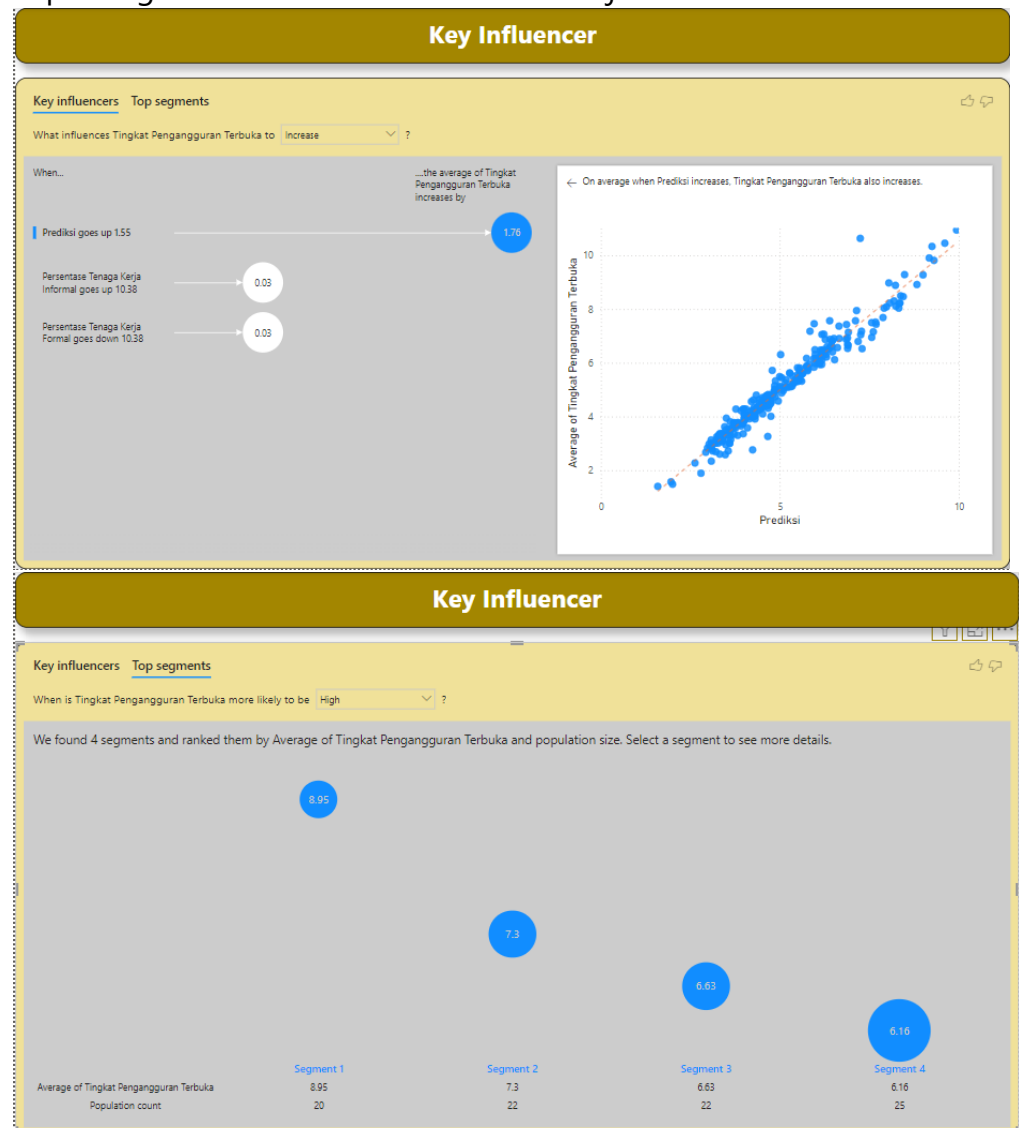 Key Influencer
Key influencers Top segments
What influences Tingkat Pengangguran Terbuka to Increase ?
When...
....the average of Tingkat
Pengangguran Terbuka
increases by
Prediksi goes up 1.55
1.76
Persentase Tenaga Kerja
Informal goes up 10.38
0.03
Persentase Tenaga Kerja
Formal goes down 10.38
0.03
← On average when Prediksi increases, Tingkat Pengangguran Terbuka also increases.
Average of Tingkat Pengangguran Terbuka
10
8
6
4
2
0 5 10
Prediksi
Key Influencer
Key influencers Top segments
When is Tingkat Pengangguran Terbuka more likely to be High ?
We found 4 segments and ranked them by Average of Tingkat Pengangguran Terbuka and population size. Select a segment to see more details.
8.95
7.3
6.63
6.16
Segment 1 Segment 2 Segment 3 Segment 4
Average of Tingkat Pengangguran Terbuka 8.95 7.3 6.63 6.16
Population count 20 22 22 25